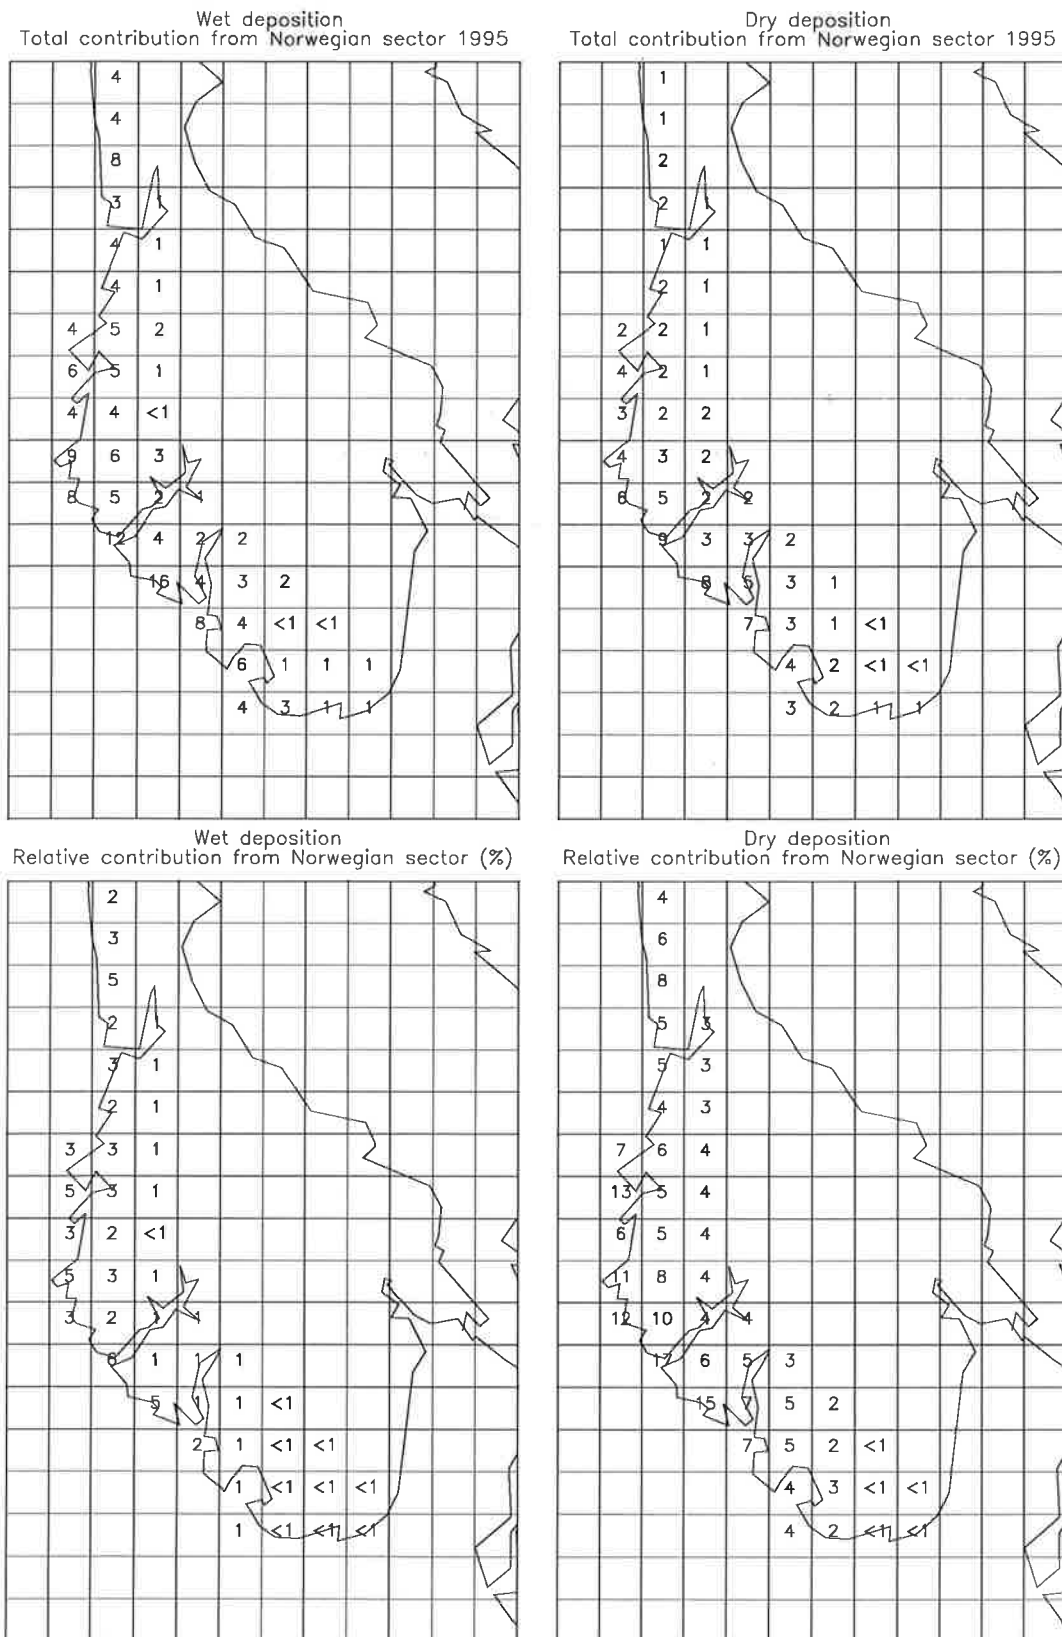 Wet deposition
Total contribution from Norwegian sector 1995
4
4
8
3
4 1
4 1
4 5 2
6 5 1
4 4 <1
9 6 3
8 5 2 4
12 4 2 2
16 4 3 2
8 4 <1 <1
6 1 1 1
4 3 1 1
Dry deposition
Total contribution from Norwegian sector 1995
1
1
2
2
1 1
2 1
2 2 1
4 2 1
3 2 2
4 3 2
6 5 2 2
9 3 3 2
8 5 3 1
7 3 1 <1
4 2 <1 <1
3 2 1 1
Wet deposition
Relative contribution from Norwegian sector (%)
2
3
5
2
3 1
2 1
3 3 1
5 3 1
3 2 <1
5 3 1
3 2 1
1 1 1
5 1 1 <1
2 1 <1 <1
1 <1 <1 <1
1 <1 <1 <1
Dry deposition
Relative contribution from Norwegian sector (%)
4
6
8
5 3
5 3
4 3
7 6 4
13 5 4
6 5 4
11 8 4
12 10 4 4
17 6 5 3
15 7 5 2
7 5 2 <1
4 3 <1 <1
4 2 <1 <1